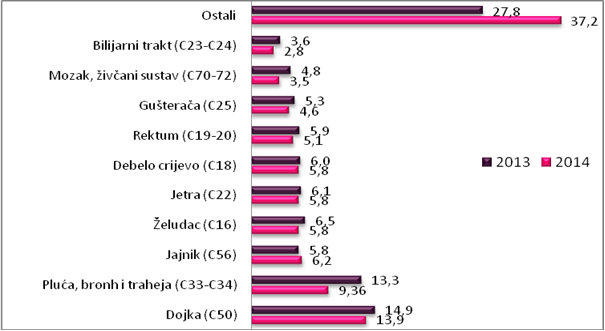 Ostali 27,8 37,2
Bilijarni trakt (C23-C24) 3,6 2,8
Mozak, živčani sustav (C70-72) 4,8 3,5
Gušterača (C25) 5,3 4,6
Rektum (C19-20) 5,9 5,1
Debelo crijevo (C18) 6,0 5,8
2013 2014
Jetra (C22) 6,1 5,8
Želudac (C16) 6,5 5,8
Jajnik (C56) 5,8 6,2
Pluća, bronh i traheja (C33-C34) 13,3 9,36
Dojka (C50) 14,9 13,9